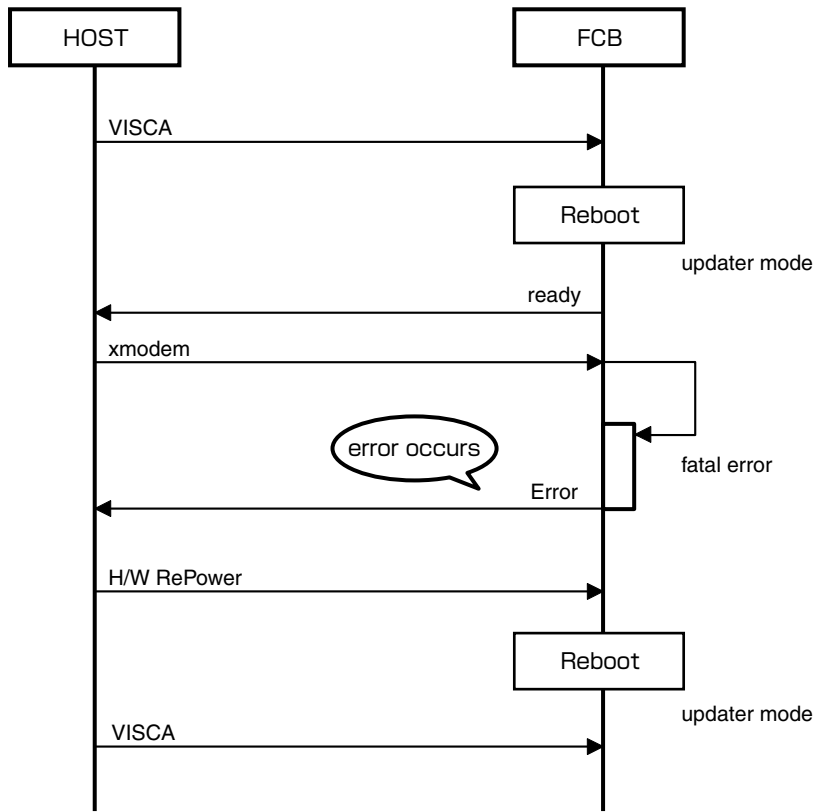 HOST
FCB
VISCA
Reboot
updater mode
ready
xmodem
error occurs
fatal error
Error
H/W RePower
Reboot
updater mode
VISCA